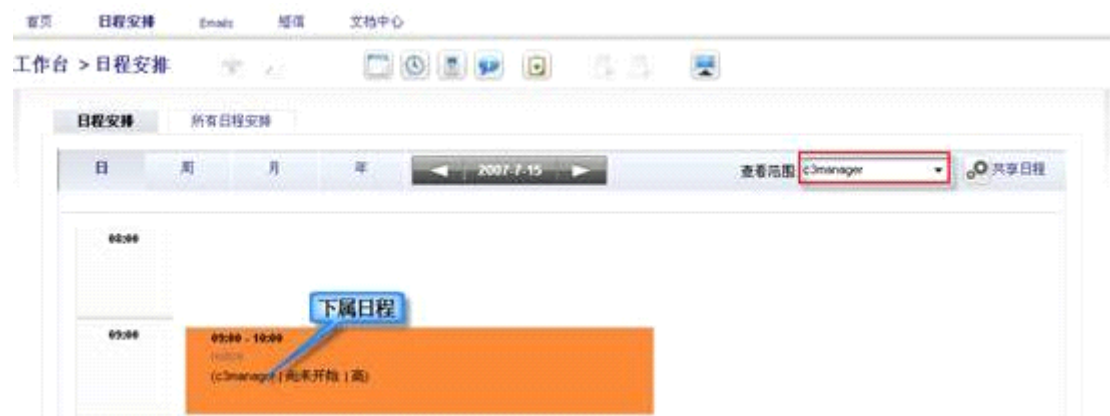 首页 日程安排 Emails 短信 文档中心
工作台 > 日程安排
日程安排 所有日程安排
日 周 月 年 2007-7-15 查看范围 c3manager 共享日程
08:00
下属日程
09:00 09:00 - 10:00
(c3manager | 尚未开始 | 高)